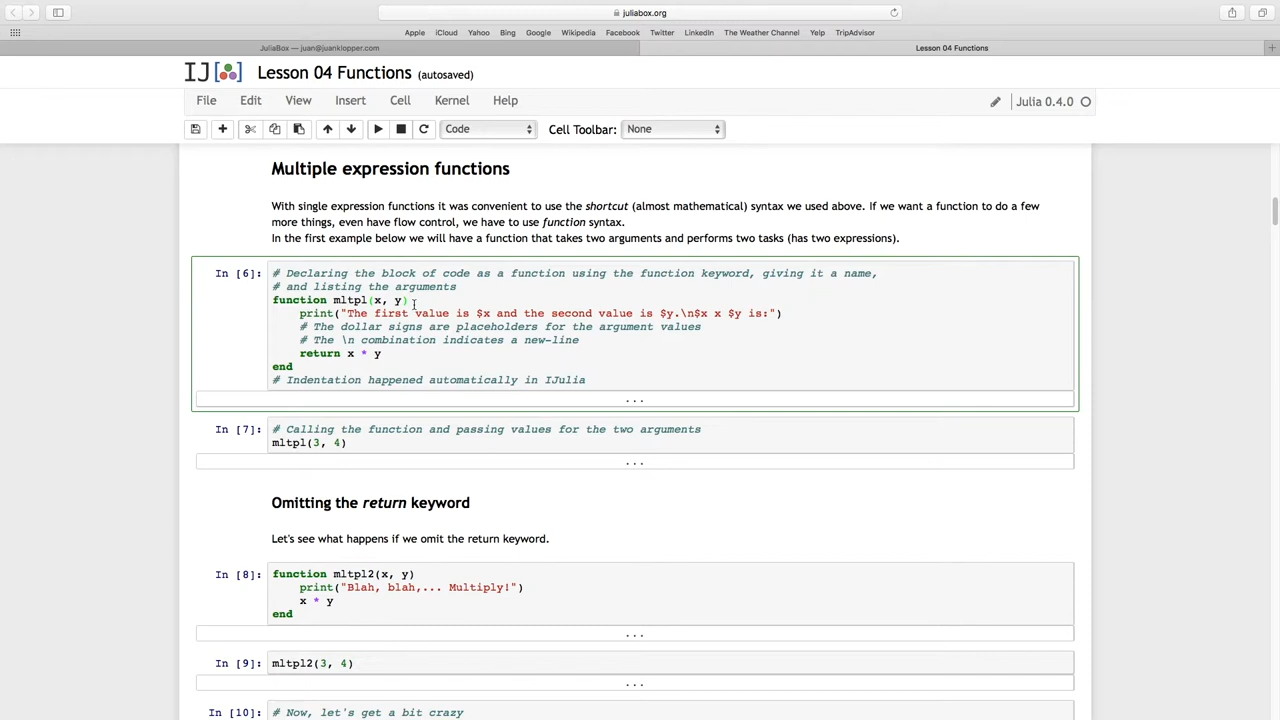 juliabox.org
Apple iCloud Yahoo Bing Google Wikipedia Facebook Twitter LinkedIn The Weather Channel Yelp TripAdvisor
JuliaBox — juan@juanklopper.com Lesson 04 Functions
IJ Lesson 04 Functions (autosaved)
File Edit View Insert Cell Kernel Help Julia 0.4.0
Code Cell Toolbar: None
Multiple expression functions
With single expression functions it was convenient to use the shortcut (almost mathematical) syntax we used above. If we want a function to do a few
more things, even have flow control, we have to use function syntax.
In the first example below we will have a function that takes two arguments and performs two tasks (has two expressions).
In [6]: # Declaring the block of code as a function using the function keyword, giving it a name,
# and listing the arguments
function mltpl(x, y)
print("The first value is $x and the second value is $y.\n$x x $y is:")
# The dollar signs are placeholders for the argument values
# The \n combination indicates a new-line
return x * y
end
# Indentation happened automatically in IJulia
...
In [7]: # Calling the function and passing values for the two arguments
mltpl(3, 4)
...
Omitting the return keyword
Let's see what happens if we omit the return keyword.
In [8]: function mltpl2(x, y)
print("Blah, blah,... Multiply!")
x * y
end
...
In [9]: mltpl2(3, 4)
...
In [10]: # Now, let's get a bit crazy